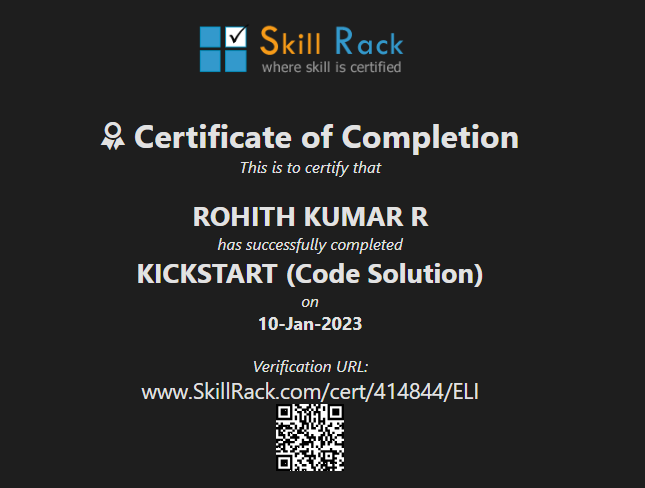 Skill Rack
where skill is certified
Certificate of Completion
This is to certify that
ROHITH KUMAR R
has successfully completed
KICKSTART (Code Solution)
on
10-Jan-2023
Verification URL:
www.SkillRack.com/cert/414844/ELI